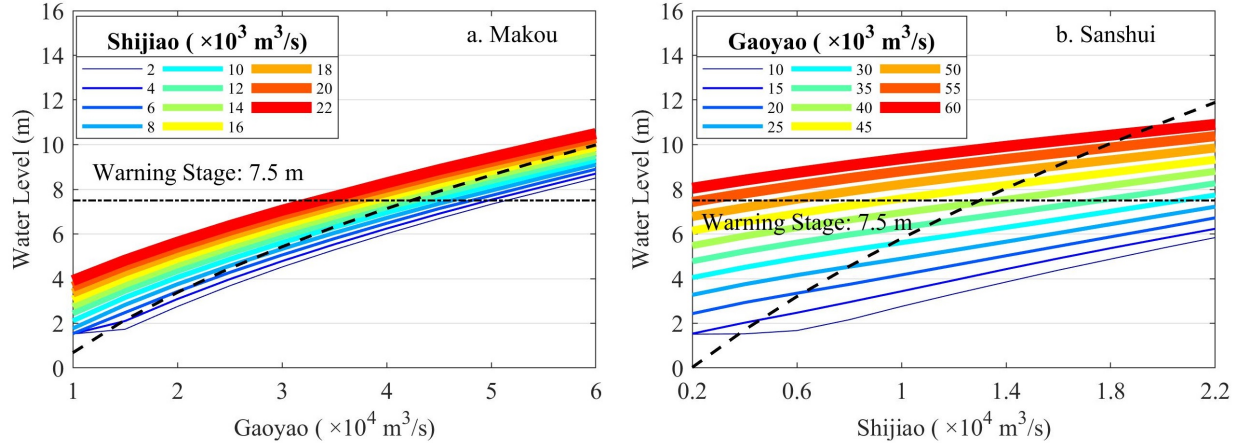 16
14
12
10
8
6
4
2
0
Water Level (m)
Shijiao ( ×10³ m³/s)
2 10 18
4 12 20
6 14 22
8 16
a. Makou
Warning Stage: 7.5 m
1 2 3 4 5 6
Gaoyao ( ×10⁴ m³/s)
16
14
12
10
8
6
4
2
0
Water Level (m)
Gaoyao ( ×10³ m³/s)
10 30 50
15 35 55
20 40 60
25 45
b. Sanshui
Warning Stage: 7.5 m
0.2 0.6 1 1.4 1.8 2.2
Shijiao ( ×10⁴ m³/s)